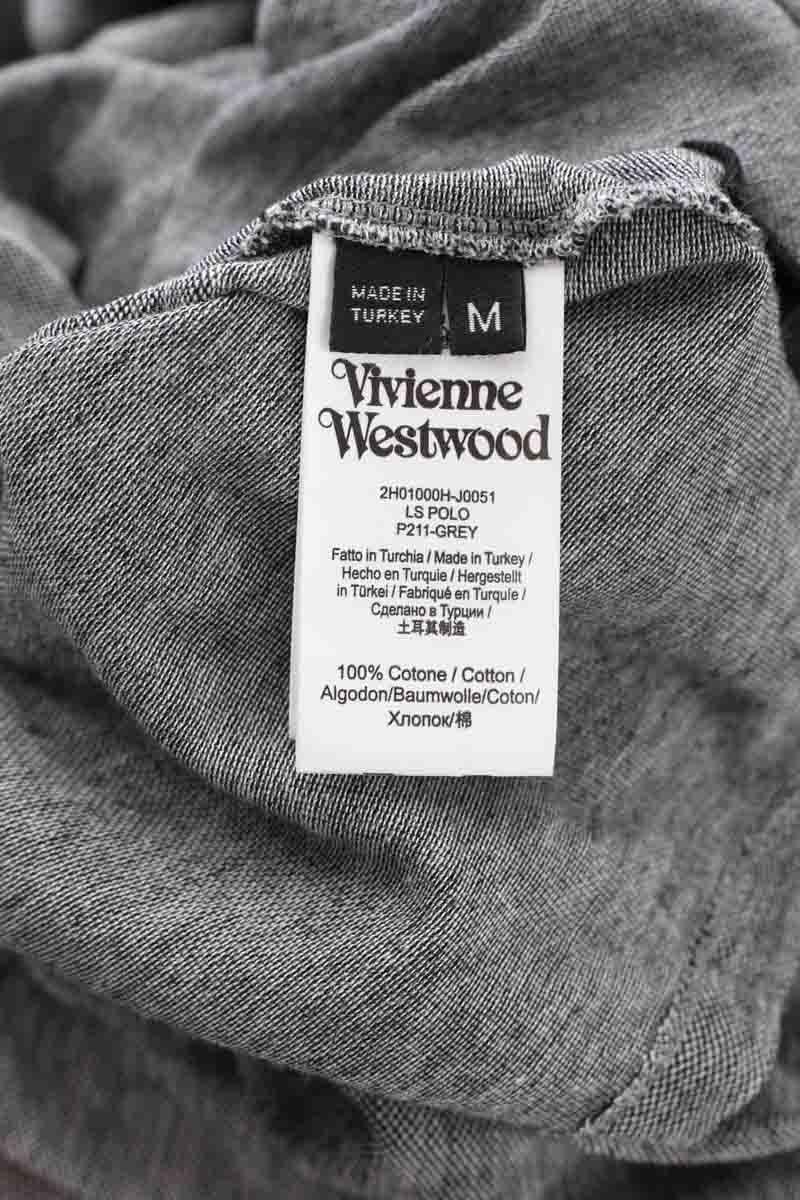 MADE IN
TURKEY
M
Vivienne
Westwood
2H01000H-J0051
LS POLO
P211-GREY
Fatto in Turchia / Made in Turkey /
Hecho en Turquie / Hergestellt
in Türkei / Fabriqué en Turquie /
Сделано в Турции /
土耳其制造
100% Cotone / Cotton /
Algodon/Baumwolle/Coton/
Хлопок/棉